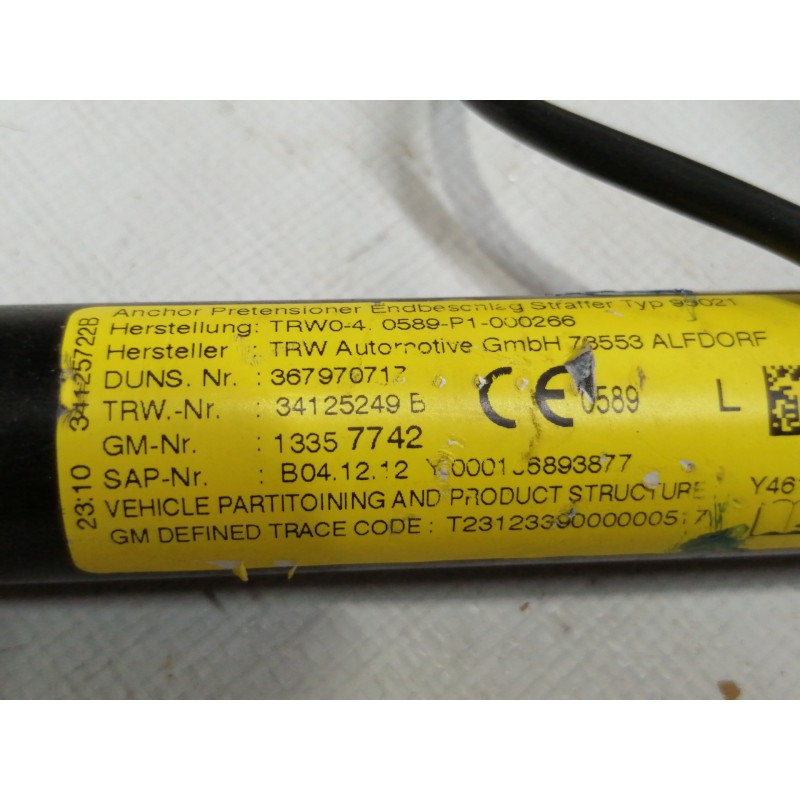 Anchor Pretensioner Endbeschlag Straffer Typ 95021
Herstellung: TRW0-4. 0589-P1-000266
Hersteller : TRW Automotive GmbH 73553 ALFDORF
DUNS. Nr. : 367970717
TRW.-Nr. : 34125249 B
CE 0589 L
GM-Nr. : 1335 7742
SAP-Nr. : B04.12.12
VEHICLE PARTITOINING AND PRODUCT STRUCTURE
GM DEFINED TRACE CODE :
23:10 34125722B